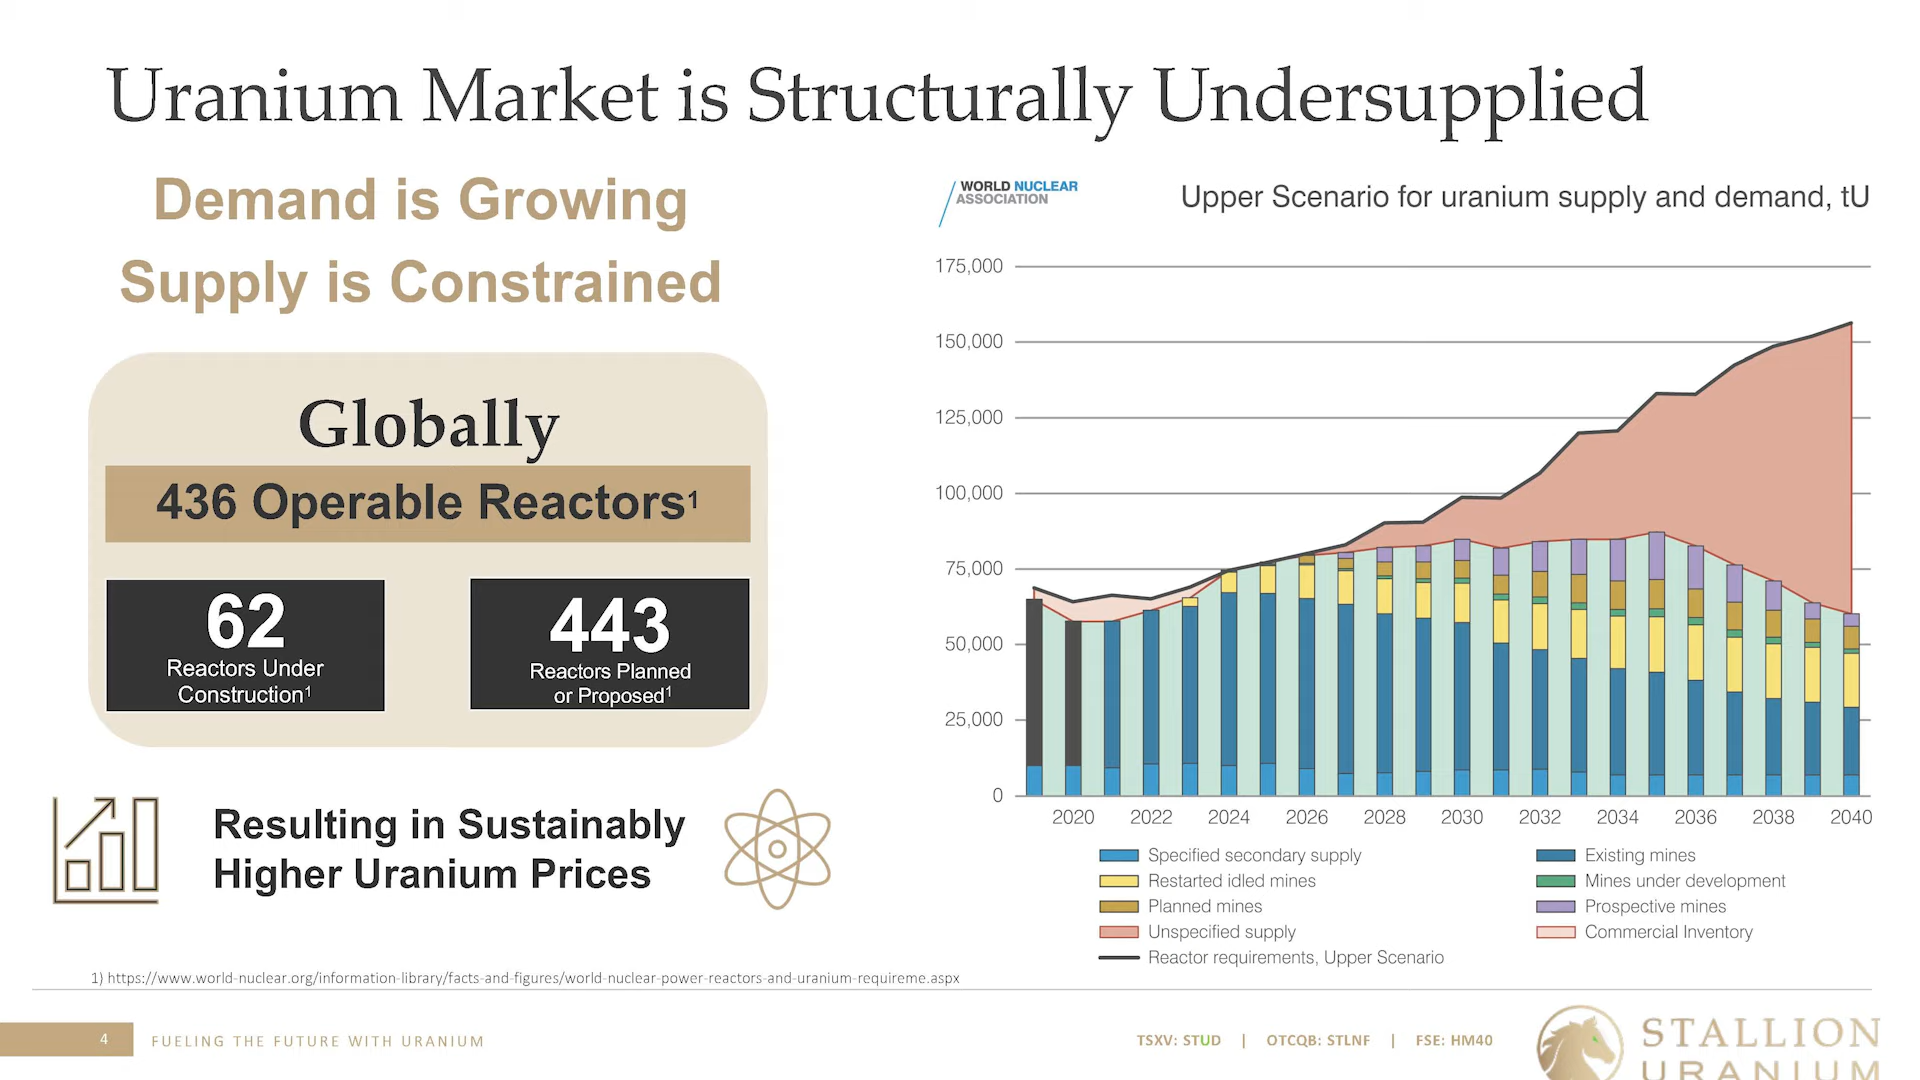 Uranium Market is Structurally Undersupplied
Demand is Growing
Supply is Constrained
Globally
436 Operable Reactors¹
62
Reactors Under
Construction¹
443
Reactors Planned
or Proposed¹
Resulting in Sustainably
Higher Uranium Prices
WORLD NUCLEAR
ASSOCIATION
Upper Scenario for uranium supply and demand, tU
175,000
150,000
125,000
100,000
75,000
50,000
25,000
0
2020 2022 2024 2026 2028 2030 2032 2034 2036 2038 2040
Specified secondary supply
Existing mines
Restarted idled mines
Mines under development
Planned mines
Prospective mines
Unspecified supply
Commercial Inventory
Reactor requirements, Upper Scenario
1) https://www.world-nuclear.org/information-library/facts-and-figures/world-nuclear-power-reactors-and-uranium-requireme.aspx
4
FUELING THE FUTURE WITH URANIUM
TSXV: STUD | OTCQB: STLNF | FSE: HM40
STALLION
URANIUM